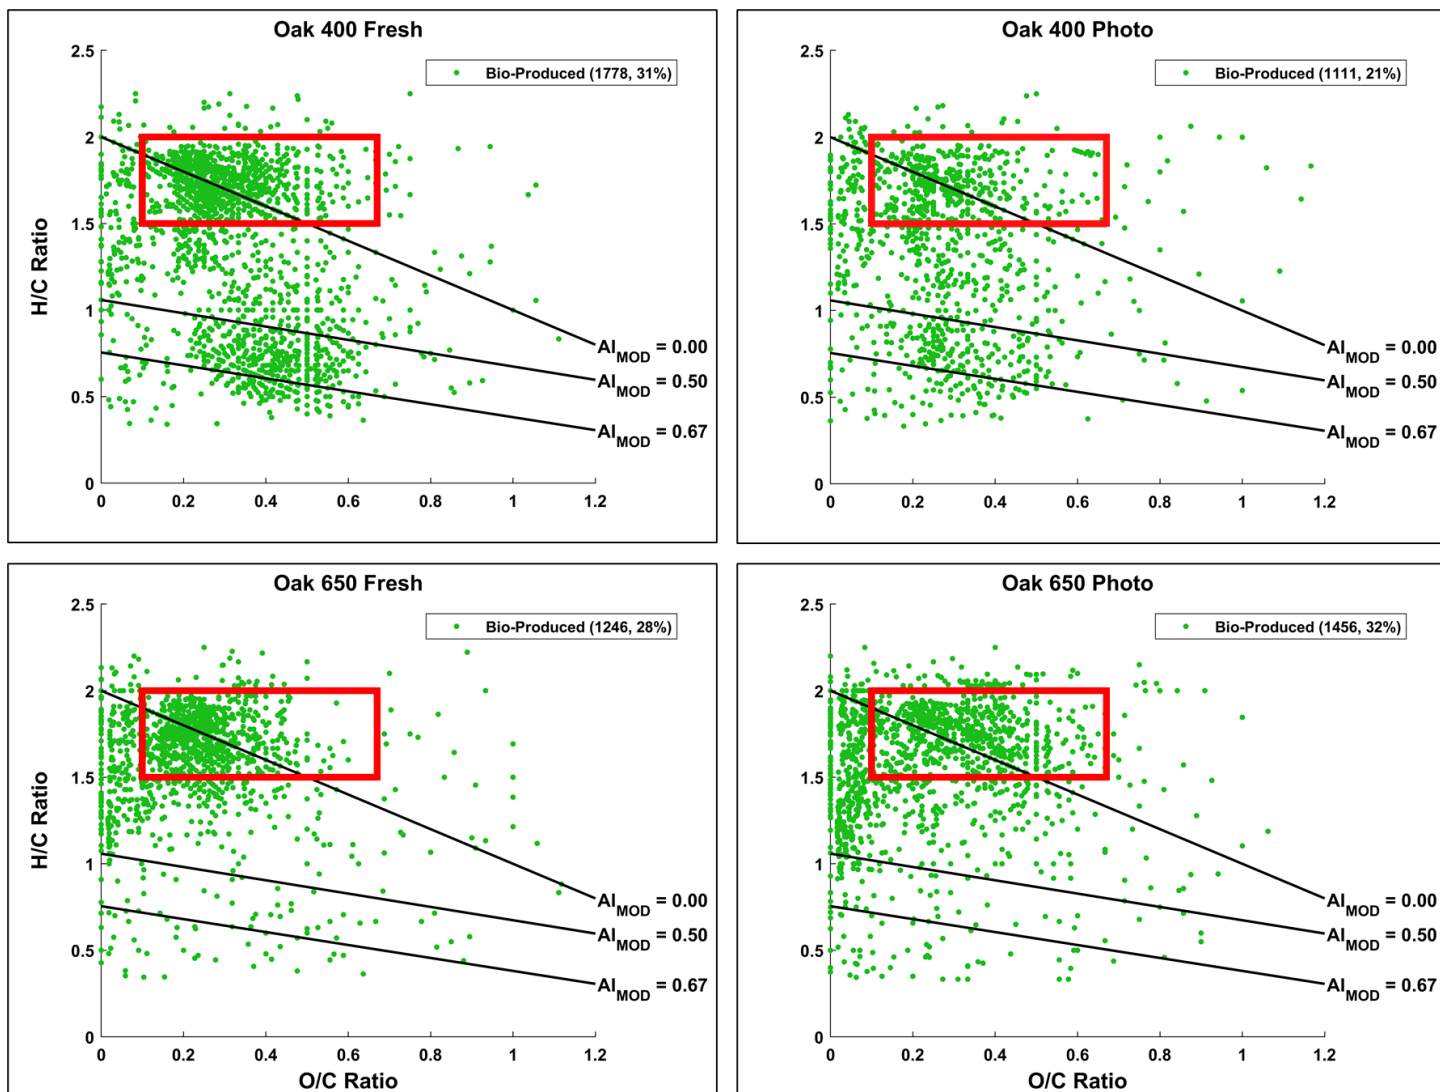 Oak 400 Fresh
Bio-Produced (1778, 31%)
H/C Ratio
2.5
2
1.5
1
0.5
0
0 0.2 0.4 0.6 0.8 1 1.2
AI_MOD = 0.00
AI_MOD = 0.50
AI_MOD = 0.67
Oak 400 Photo
Bio-Produced (1111, 21%)
2.5
2
1.5
1
0.5
0
0 0.2 0.4 0.6 0.8 1 1.2
AI_MOD = 0.00
AI_MOD = 0.50
AI_MOD = 0.67
Oak 650 Fresh
Bio-Produced (1246, 28%)
H/C Ratio
2.5
2
1.5
1
0.5
0
0 0.2 0.4 0.6 0.8 1 1.2
O/C Ratio
AI_MOD = 0.00
AI_MOD = 0.50
AI_MOD = 0.67
Oak 650 Photo
Bio-Produced (1456, 32%)
2.5
2
1.5
1
0.5
0
0 0.2 0.4 0.6 0.8 1 1.2
O/C Ratio
AI_MOD = 0.00
AI_MOD = 0.50
AI_MOD = 0.67